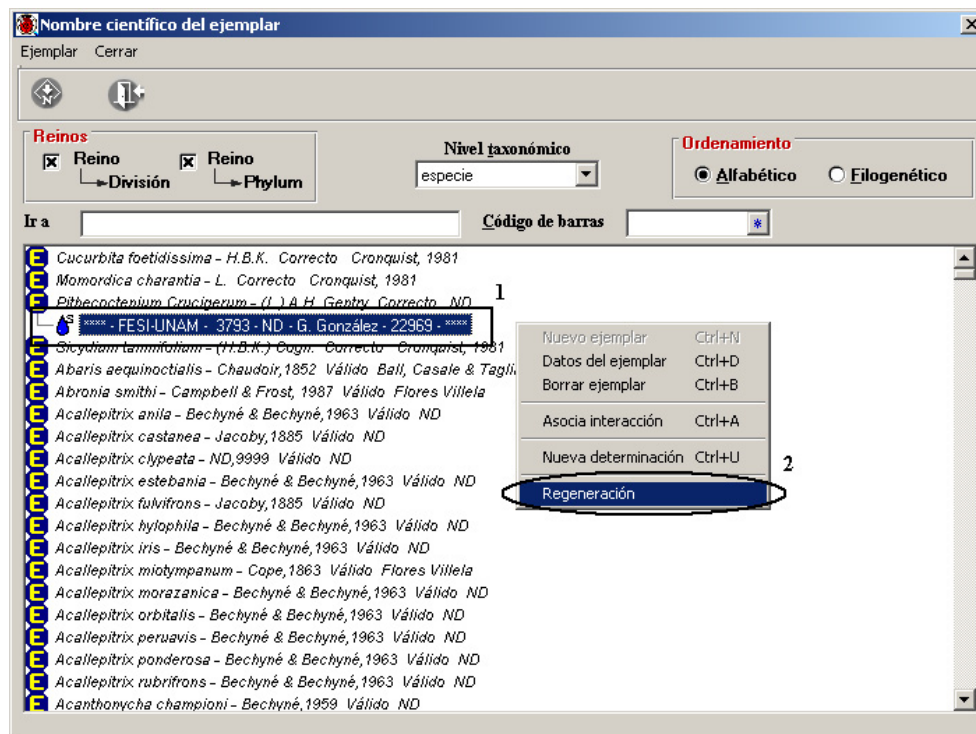 Nombre científico del ejemplar
Ejemplar Cerrar
N
Reinos
Reino
División
Reino
Phylum
Nivel taxonómico
especie
Ordenamiento
Alfabético Filogenético
Ir a
Código de barras *
E Cucurbita foetidissima - H.B.K. Correcto Cronquist, 1981
E Momordica charantia - L. Correcto Cronquist, 1981
E Pithecoctenium Crucigerum - (L.) A.H. Gentry Correcto ND
1
S **** - FESI-UNAM - 3793 - ND - G. González - 22969 - ****
E Sicydium tamnifolium - (H.B.K.) Cogn. Correcto Cronquist, 1981
E Abaris aequinoctialis - Chaudoir,1852 Válido Ball, Casale & Tagli
E Abronia smithi - Campbell & Frost, 1987 Válido Flores Villela
E Acallepitrix anila - Bechyné & Bechyné,1963 Válido ND
E Acallepitrix castanea - Jacoby,1885 Válido ND
E Acallepitrix clypeata - ND,9999 Válido ND
E Acallepitrix estebania - Bechyné & Bechyné,1963 Válido ND
E Acallepitrix fulvifrons - Jacoby,1885 Válido ND
E Acallepitrix hylophila - Bechyné & Bechyné,1963 Válido ND
E Acallepitrix iris - Bechyné & Bechyné,1963 Válido ND
E Acallepitrix miotympanum - Cope,1863 Válido Flores Villela
E Acallepitrix morazanica - Bechyné & Bechyné,1963 Válido ND
E Acallepitrix orbitalis - Bechyné & Bechyné,1963 Válido ND
E Acallepitrix peruavis - Bechyné & Bechyné,1963 Válido ND
E Acallepitrix ponderosa - Bechyné & Bechyné,1963 Válido ND
E Acallepitrix rubrifrons - Bechyné & Bechyné,1963 Válido ND
E Acanthonycha championi - Bechyné,1959 Válido ND
Nuevo ejemplar Ctrl+N
Datos del ejemplar Ctrl+D
Borrar ejemplar Ctrl+B
Asocia interacción Ctrl+A
Nueva determinación Ctrl+U
2
Regeneración